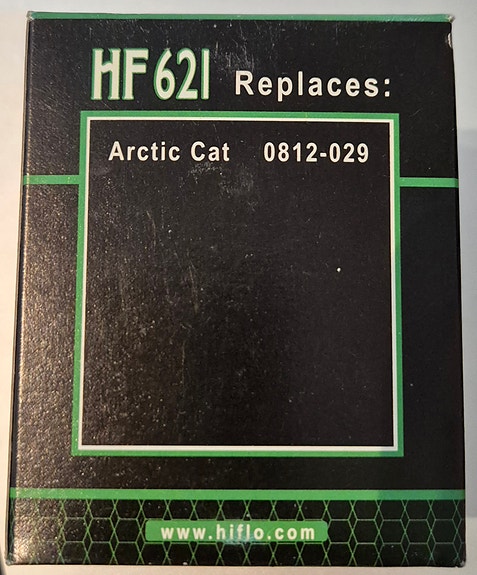 HF621 Replaces:
Arctic Cat 0812-029
www.hiflo.com